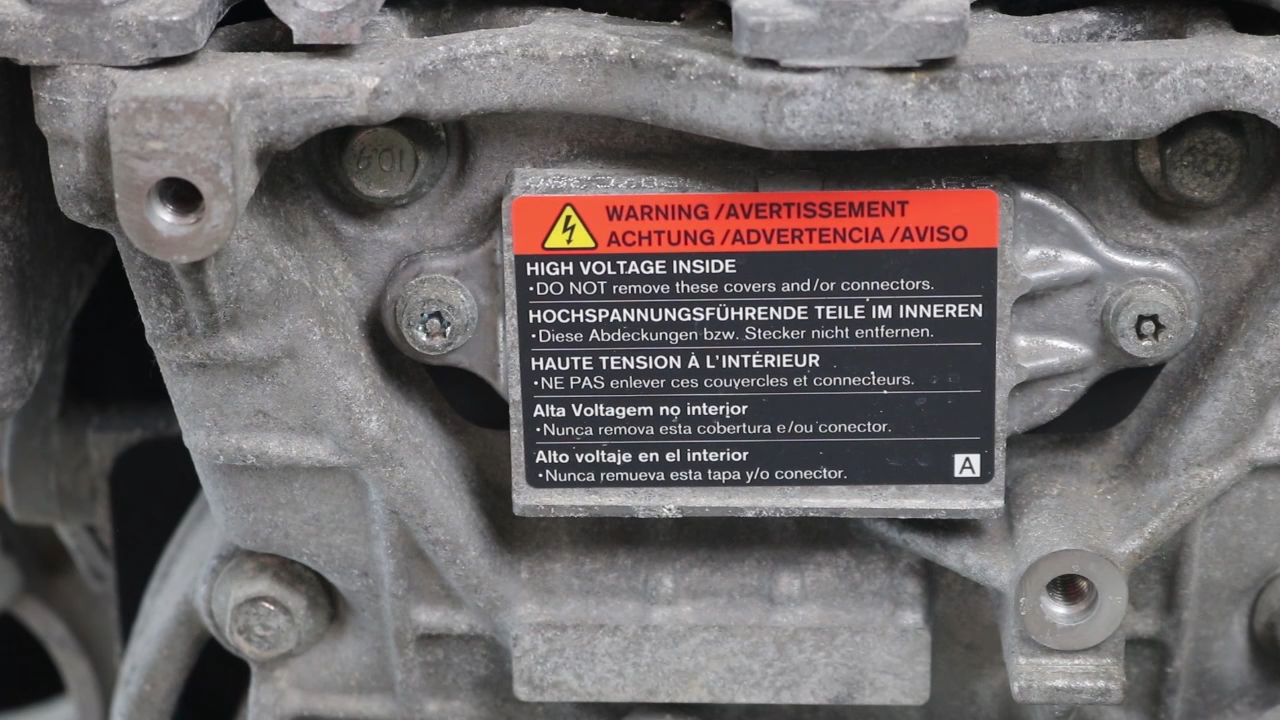 10.9
WARNING /AVERTISSEMENT
ACHTUNG /ADVERTENCIA /AVISO
HIGH VOLTAGE INSIDE
•DO NOT remove these covers and/or connectors.
HOCHSPANNUNGSFÜHRENDE TEILE IM INNEREN
•Diese Abdeckungen bzw. Stecker nicht entfernen.
HAUTE TENSION À L'INTÉRIEUR
•NE PAS enlever ces couvercles et connecteurs.
Alta Voltagem no interior
•Nunca remova esta cobertura e/ou conector.
Alto voltaje en el interior
•Nunca remueva esta tapa y/o conector.
A